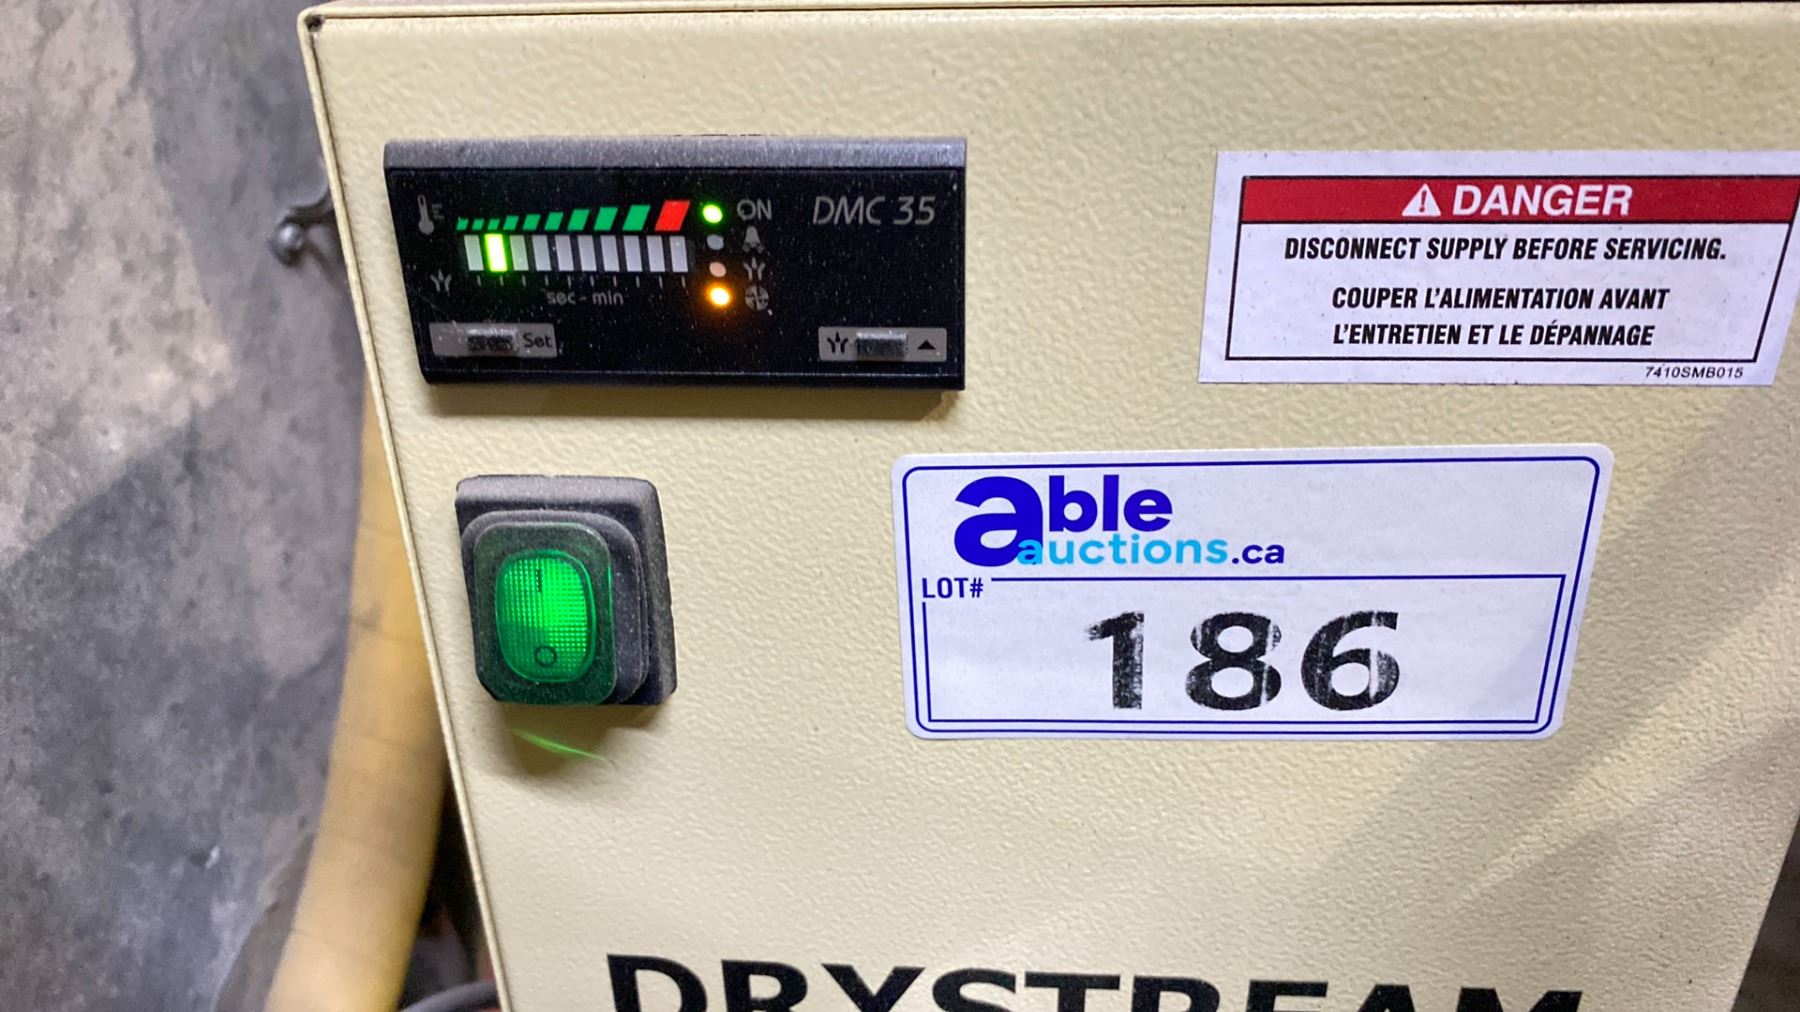 ON
DMC 35
sec - min
Set
DANGER
DISCONNECT SUPPLY BEFORE SERVICING.
COUPER L'ALIMENTATION AVANT
L'ENTRETIEN ET LE DÉPANNAGE
7410SMB015
able
auctions.ca
LOT#
186
DRYSTREAM